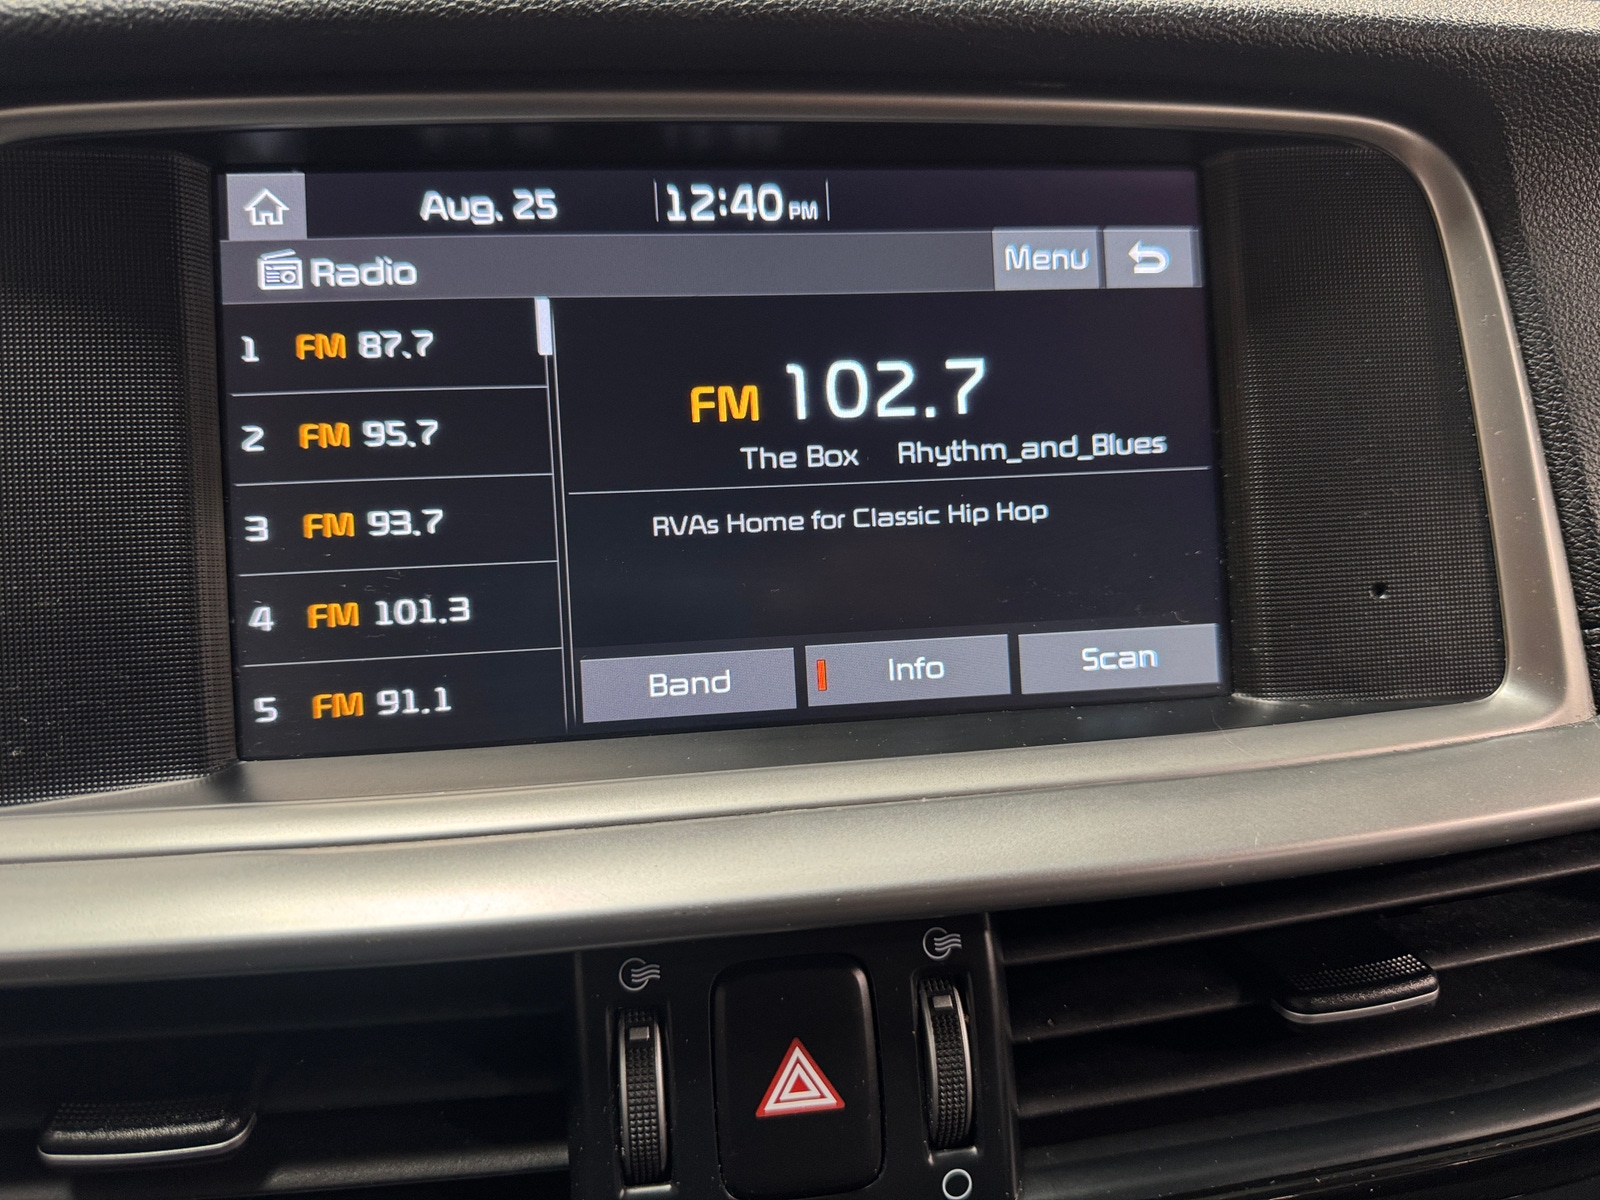 Aug. 25 12:40 PM
Radio Menu
1 FM 87.7
2 FM 95.7
3 FM 93.7
4 FM 101.3
5 FM 91.1
FM 102.7
The Box Rhythm_and_Blues
RVAs Home for Classic Hip Hop
Band Info Scan